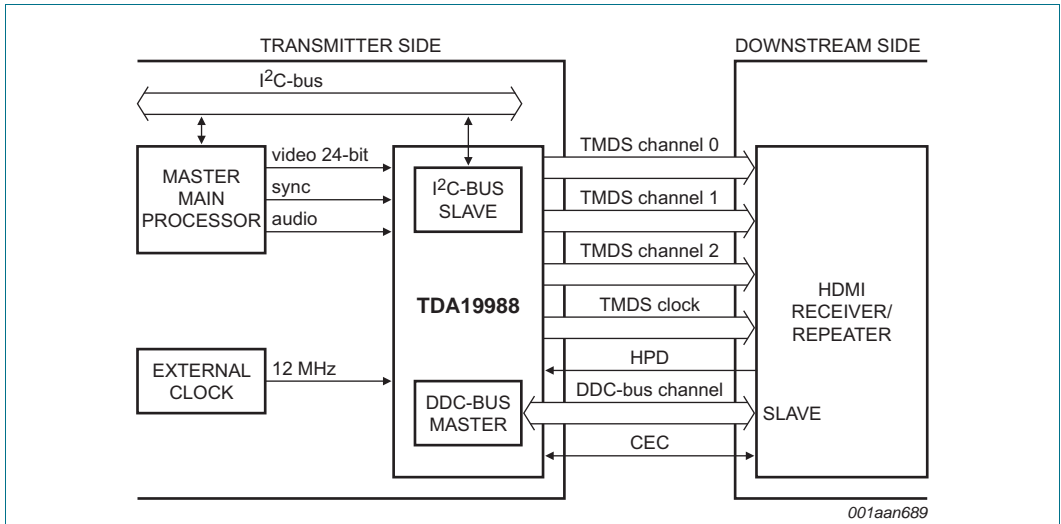 TRANSMITTER SIDE
DOWNSTREAM SIDE
I²C-bus
MASTER
MAIN
PROCESSOR
video 24-bit
sync
audio
I²C-BUS
SLAVE
TDA19988
EXTERNAL
CLOCK
12 MHz
DDC-BUS
MASTER
TMDS channel 0
TMDS channel 1
TMDS channel 2
TMDS clock
HPD
DDC-bus channel
CEC
HDMI
RECEIVER/
REPEATER
SLAVE
001aan689